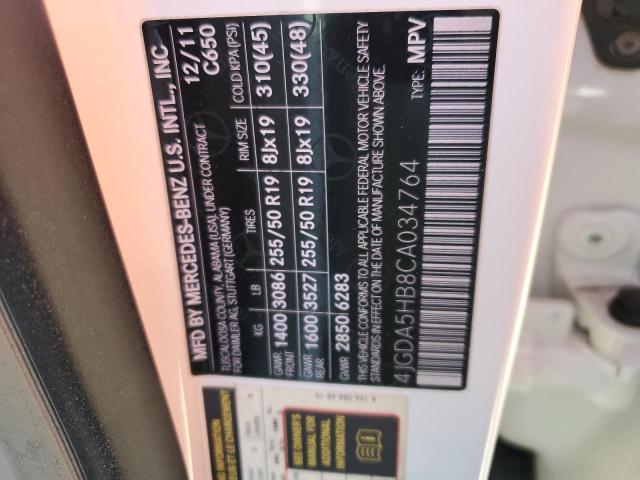 MFD BY MERCEDES-BENZ U.S. INTL., INC
TUSCALOOSA COUNTY, ALABAMA (USA), UNDER CONTRACT
FOR DAIMLER AG, STUTTGART (GERMANY)
12/11
C650
KG LB TIRES RIM SIZE COLD KPA (PSI)
GAWR FRONT 1400 3086 255/50 R19 8Jx19 310(45)
GAWR REAR 1600 3527 255/50 R19 8Jx19 330(48)
GVWR 2850 6283
THIS VEHICLE CONFORMS TO ALL APPLICABLE FEDERAL MOTOR VEHICLE SAFETY
STANDARDS IN EFFECT ON THE DATE OF MANUFACTURE SHOWN ABOVE.
4JGDA5HB8CA034764 TYPE: MPV
INFORMATION
ET LE CHARGEMENT
SEE OWNER'S
MANUAL FOR
ADDITIONAL
INFORMATION